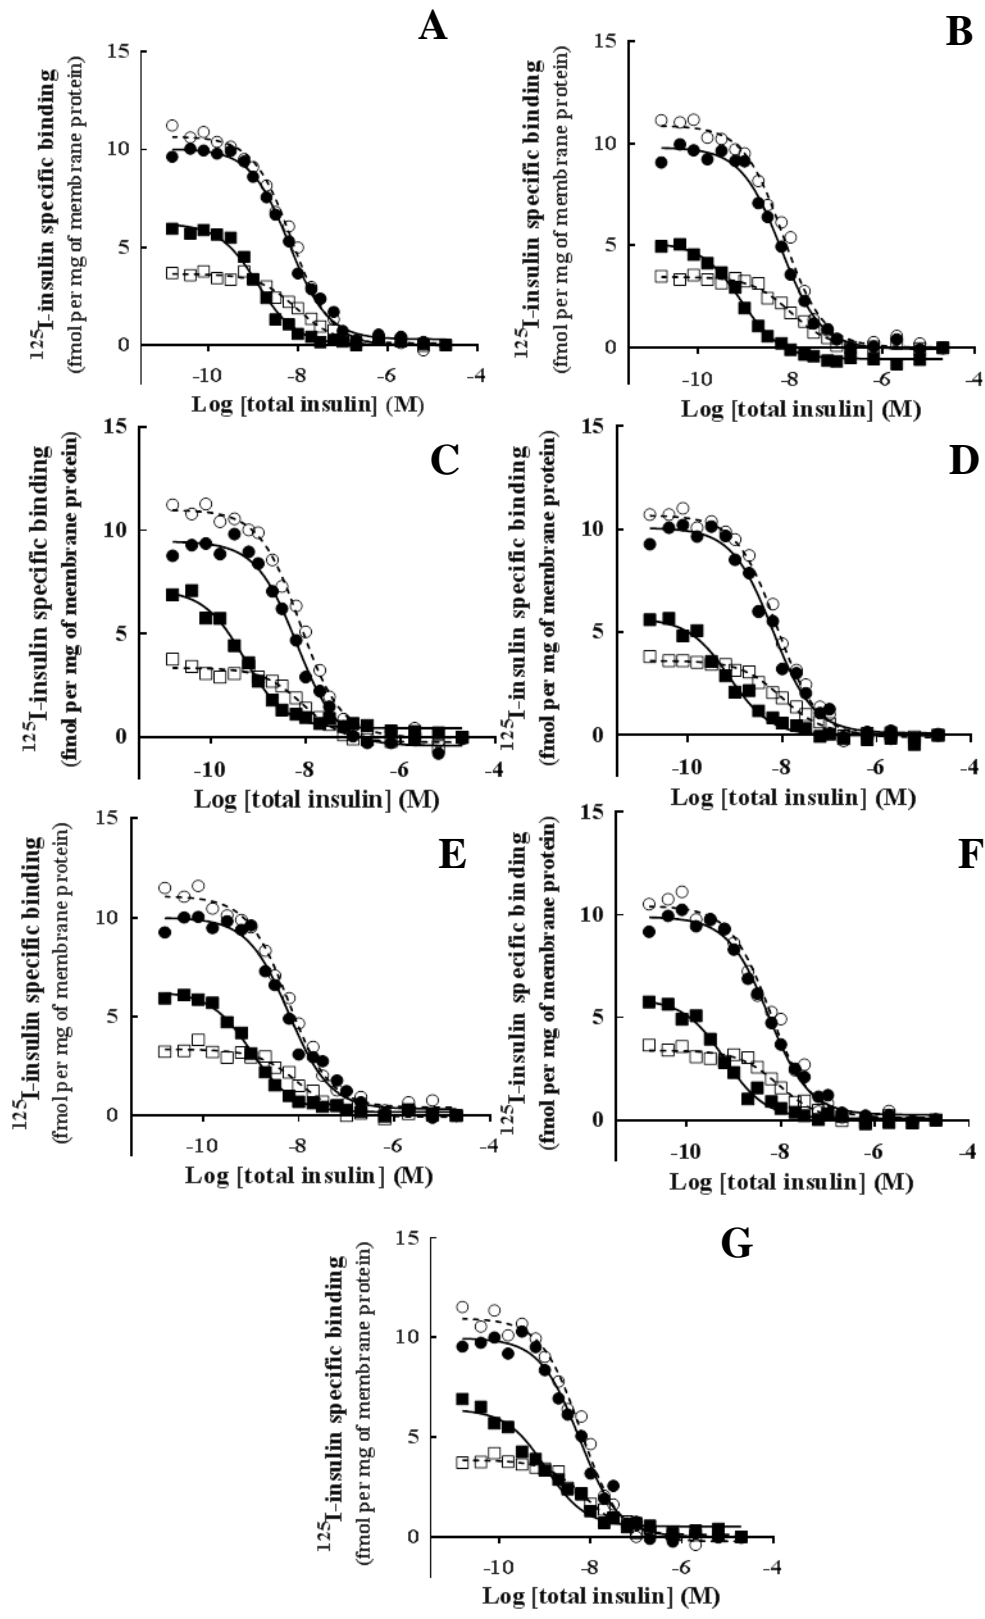 A
15
10
5
0
-10
-8
-6
-4
¹²⁵I-insulin specific binding
(fmol per mg of membrane protein)
Log [total insulin] (M)
B
15
10
5
0
-10
-8
-6
-4
¹²⁵I-insulin specific binding
(fmol per mg of membrane protein)
Log [total insulin] (M)
C
15
10
5
0
-10
-8
-6
-4
¹²⁵I-insulin specific binding
(fmol per mg of membrane protein)
Log [total insulin] (M)
D
15
10
5
0
-10
-8
-6
-4
¹²⁵I-insulin specific binding
(fmol per mg of membrane protein)
Log [total insulin] (M)
E
15
10
5
0
-10
-8
-6
-4
¹²⁵I-insulin specific binding
(fmol per mg of membrane protein)
Log [total insulin] (M)
F
15
10
5
0
-10
-8
-6
-4
¹²⁵I-insulin specific binding
(fmol per mg of membrane protein)
Log [total insulin] (M)
G
15
10
5
0
-10
-8
-6
-4
¹²⁵I-insulin specific binding
(fmol per mg of membrane protein)
Log [total insulin] (M)